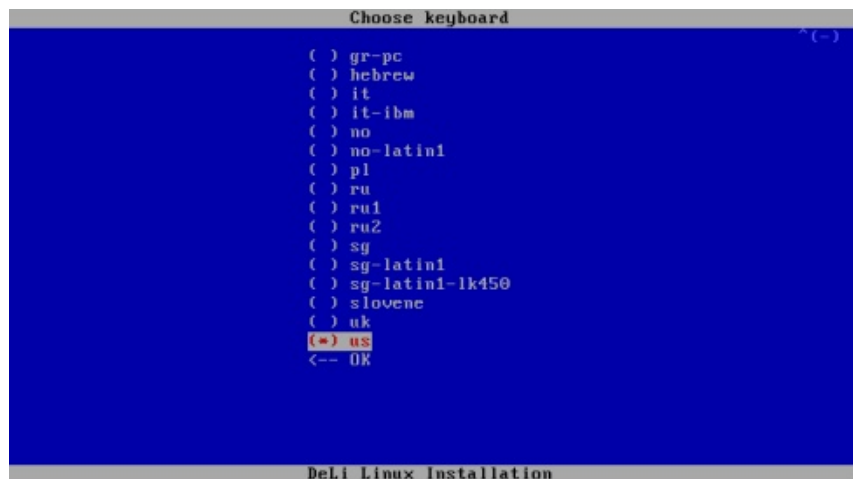 Choose keyboard
^(-)
( ) gr-pc
( ) hebrew
( ) it
( ) it-ibm
( ) no
( ) no-latin1
( ) pl
( ) ru
( ) ru1
( ) ru2
( ) sg
( ) sg-latin1
( ) sg-latin1-lk450
( ) slovene
( ) uk
(*) us
<-- OK
DeLi Linux Installation